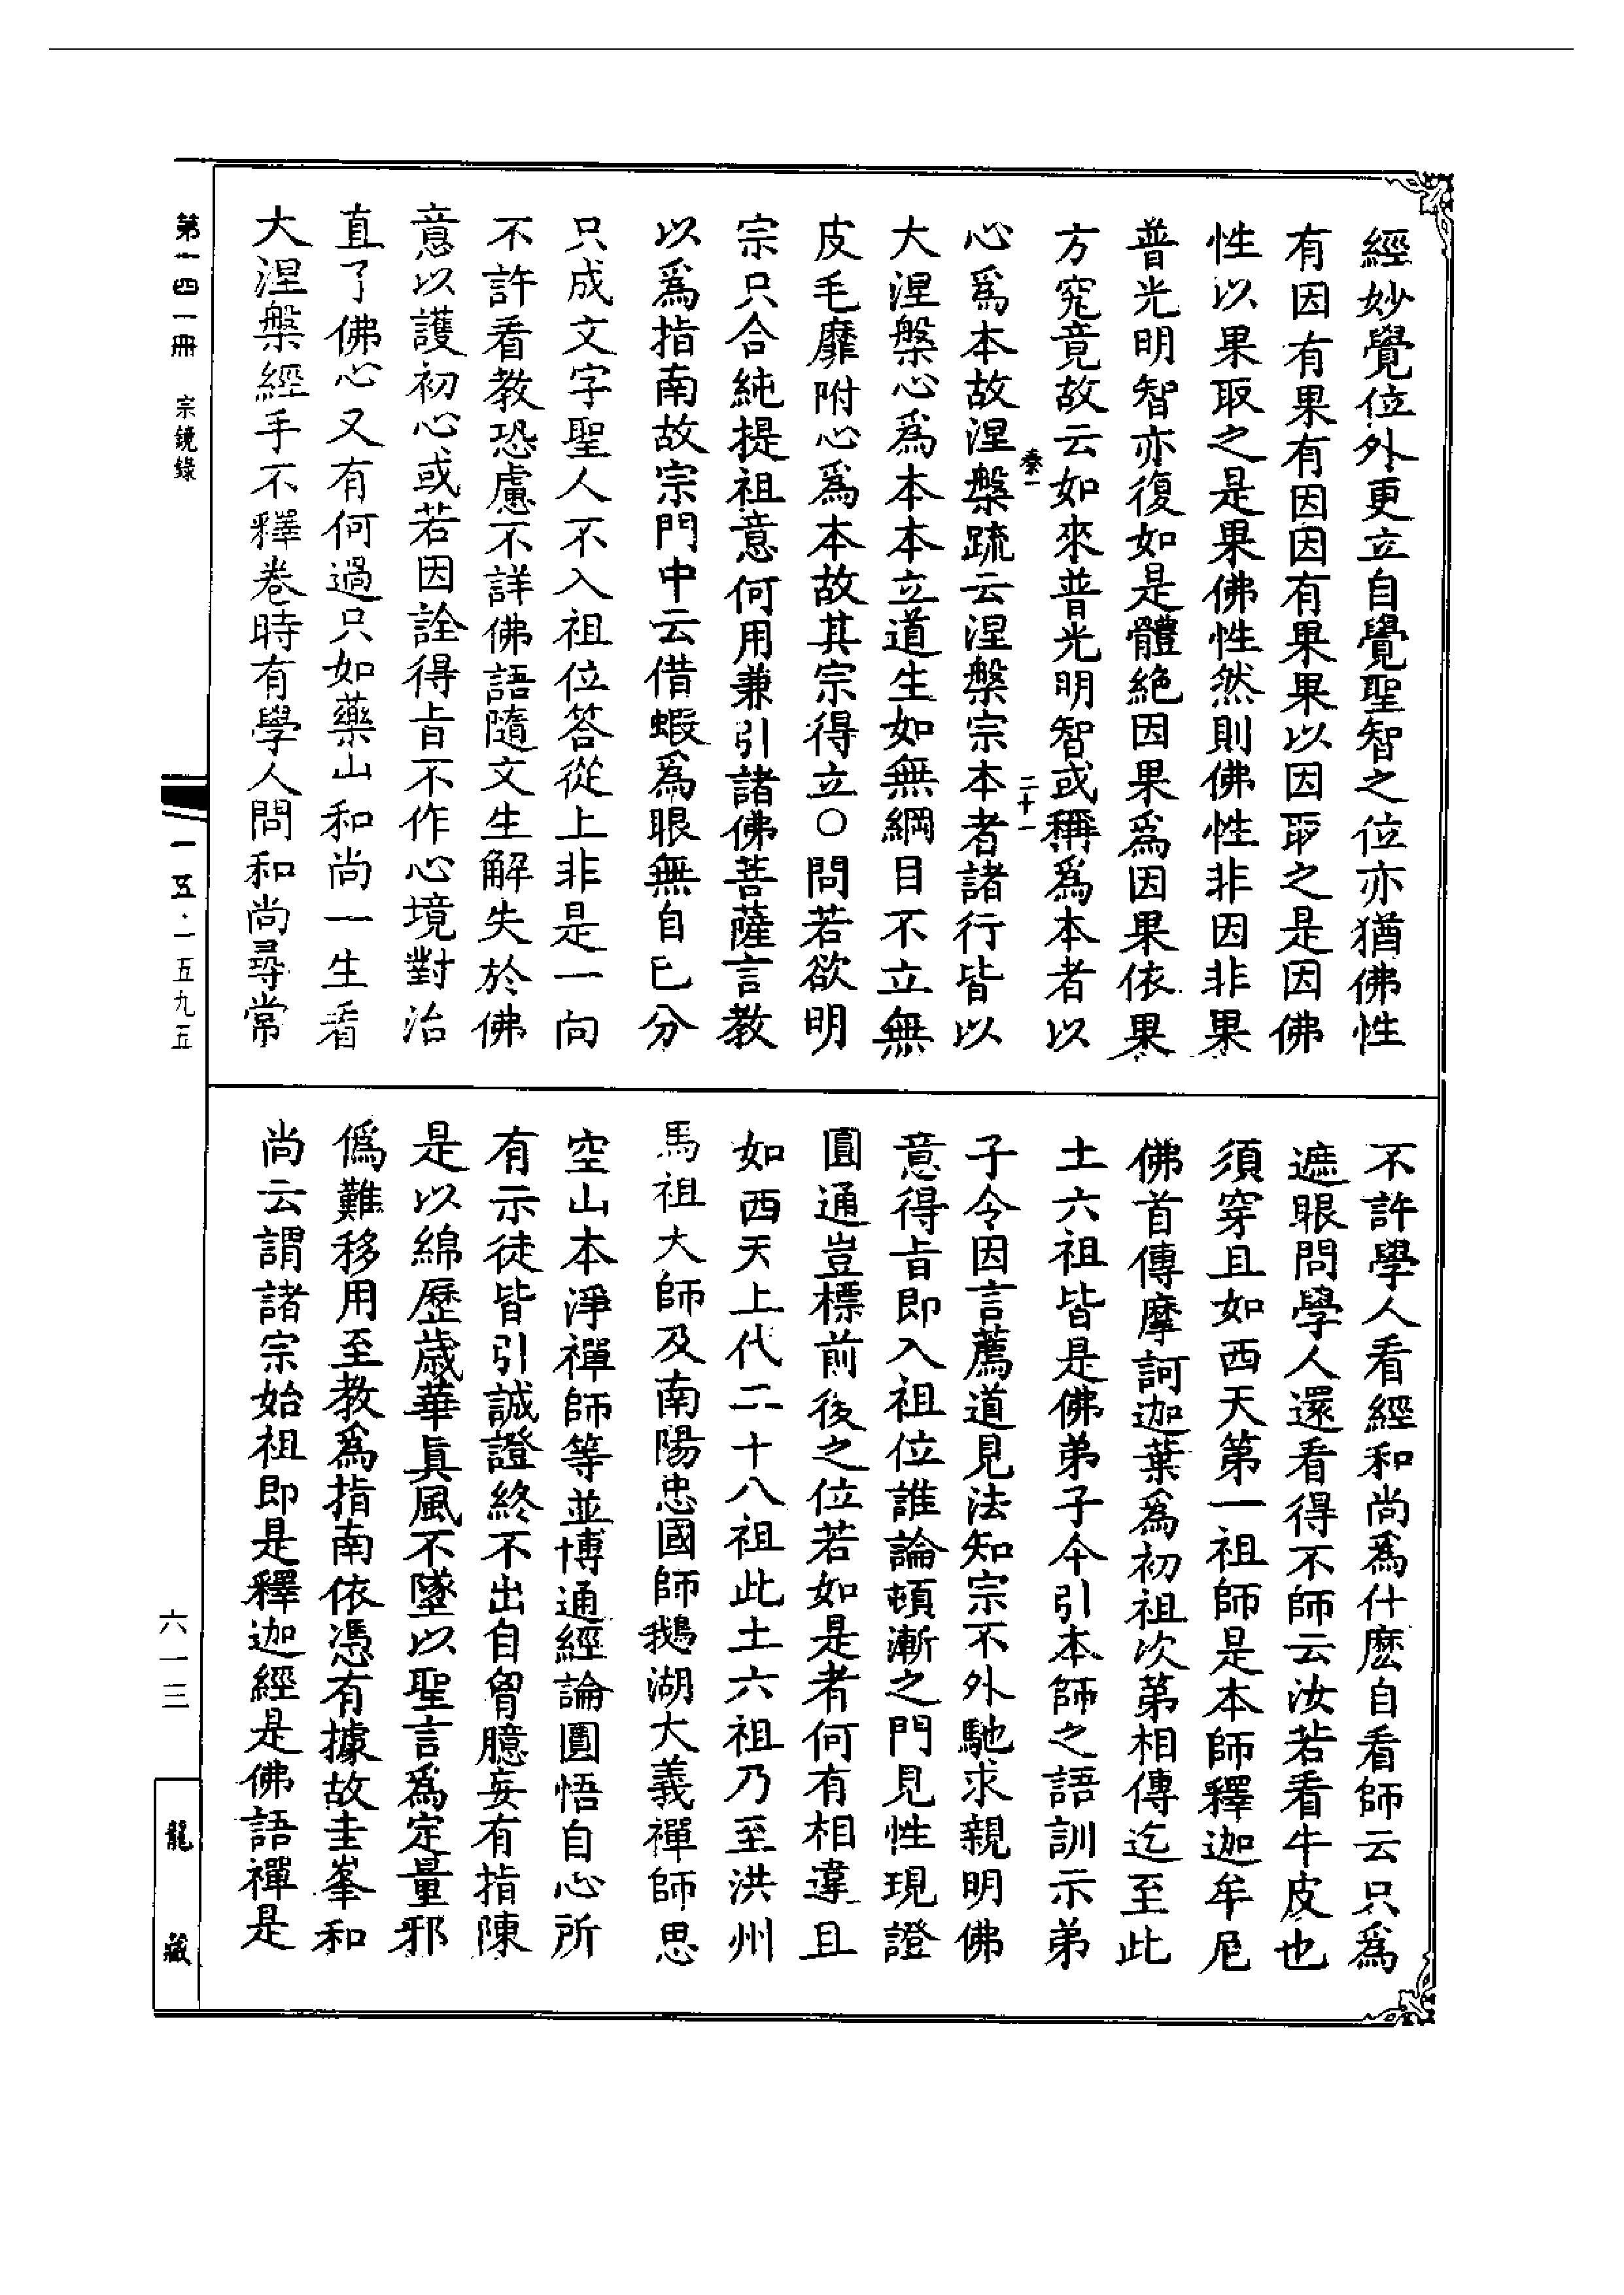 經妙覺位外更立自覺聖智之位亦猶佛性
有因有果有因因有果果以因取之是因佛
性以果取之是果佛性然則佛性非因非果
普光明智亦復如是體絶因果爲因果依果
方究竟故云如來普光明智或稱爲本者以
秦一
二十一
心爲本故涅槃疏云涅槃宗本者諸行皆以
大涅槃心爲本本立道生如無綱目不立無
皮毛靡附心爲本故其宗得立○問若欲明
宗只合純提祖意何用兼引諸佛菩薩言教
以爲指南故宗門中云借蝦爲眼無自已分
只成文字聖人不入祖位答從上非是一向
不許看教恐慮不詳佛語隨文生解失於佛
意以護初心或若因詮得旨不作心境對治
直了佛心又有何過只如藥山和尚一生看
大涅槃經手不釋卷時有學人問和尚尋常
不許學人看經和尚爲什麽自看師云只爲
遮眼問學人還看得不師云汝若看牛皮也
須穿且如西天第一祖師是本師釋迦牟尼
佛首傳摩訶迦葉爲初祖次第相傳迄至此
土六祖皆是佛弟子今引本師之語訓示弟
子令因言薦道見法知宗不外馳求親明佛
意得旨即入祖位誰論頓漸之門見性現證
圓通豈標前後之位若如是者何有相違且
如西天上代二十八祖此土六祖乃至洪州
馬祖大師及南陽忠國師鵝湖大義禪師思
空山本淨禪師等並博通經論圓悟自心所
有示徒皆引誠證終不出自胷臆妄有指陳
是以綿歷歲華眞風不墜以聖言爲定量邪
僞難移用至教爲指南依憑有據故圭峯和
尚云謂諸宗始祖即是釋迦經是佛語禪是
第一四一冊 宗鏡錄
一五·一五九五
六一三
龍藏